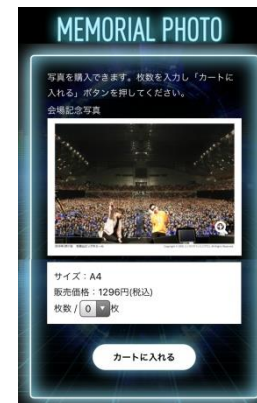 MEMORIAL PHOTO
写真を購入できます。枚数を入力し「カートに
入れる」ボタンを押してください。
会場記念写真
サイズ：A4
販売価格：1296円(税込)
枚数 / 0 枚
カートに入れる